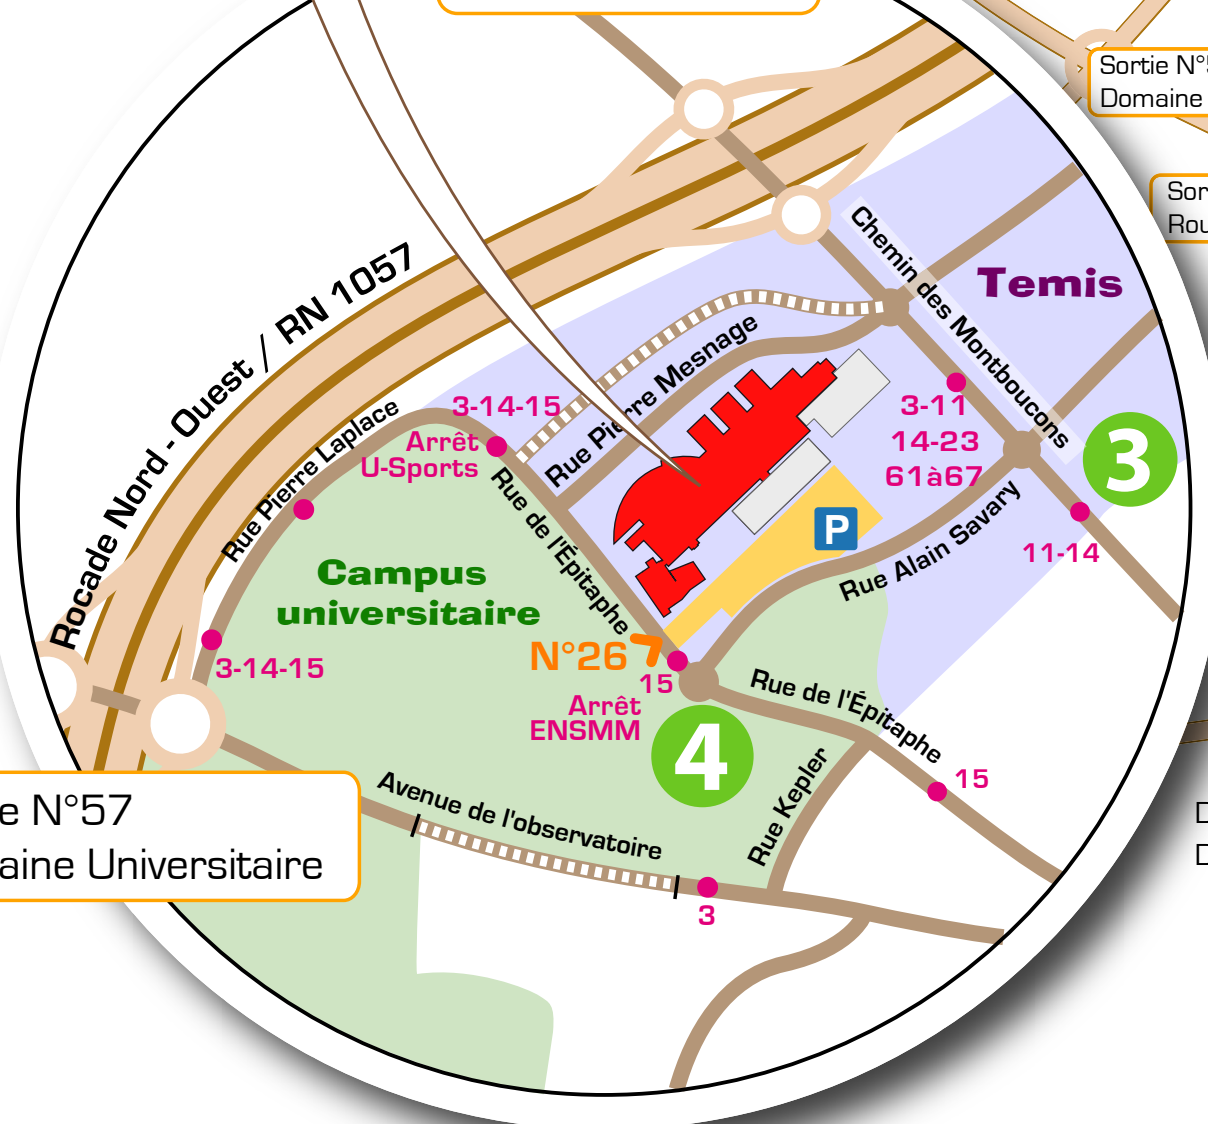 Sortie N°5
Domaine
Sor
Rou
Rocade Nord - Ouest / RN 1057
Chemin des Montboucons
Temis
Rue Pierre Mesnage
Rue Pierre Laplace
3-14-15
Arrêt
U-Sports
3-11
14-23
61à67
3
P
Rue de l'Épitaphe
Rue Alain Savary
11-14
Campus
universitaire
N°26
3-14-15
15
Arrêt
ENSMM
4
Rue de l'Épitaphe
15
Rue Kepler
Avenue de l'observatoire
3
e N°57
aine Universitaire
D
D